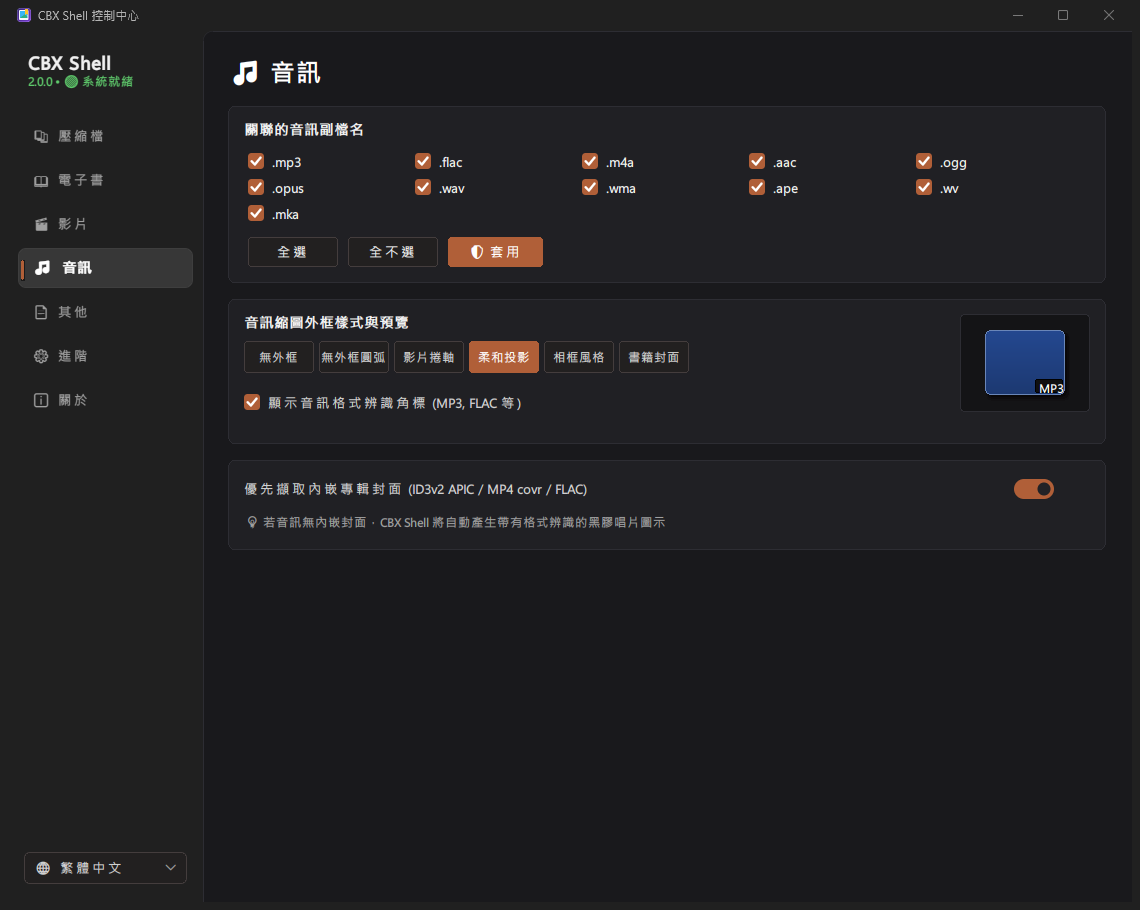 CBX Shell 控制中心
CBX Shell
2.0.0 • 系統就緒
壓縮檔
電子書
影片
音訊
其他
進階
關於
繁體中文
音訊
關聯的音訊副檔名
.mp3 .flac .m4a .aac .ogg
.opus .wav .wma .ape .wv
.mka
全選 全不選 套用
音訊縮圖外框樣式與預覽
無外框 無外框圓弧 影片捲軸 柔和投影 相框風格 書籍封面
顯示音訊格式辨識角標 (MP3, FLAC 等)
MP3
優先擷取內嵌專輯封面 (ID3v2 APIC / MP4 covr / FLAC)
若音訊無內嵌封面，CBX Shell 將自動產生帶有格式辨識的黑膠唱片圖示